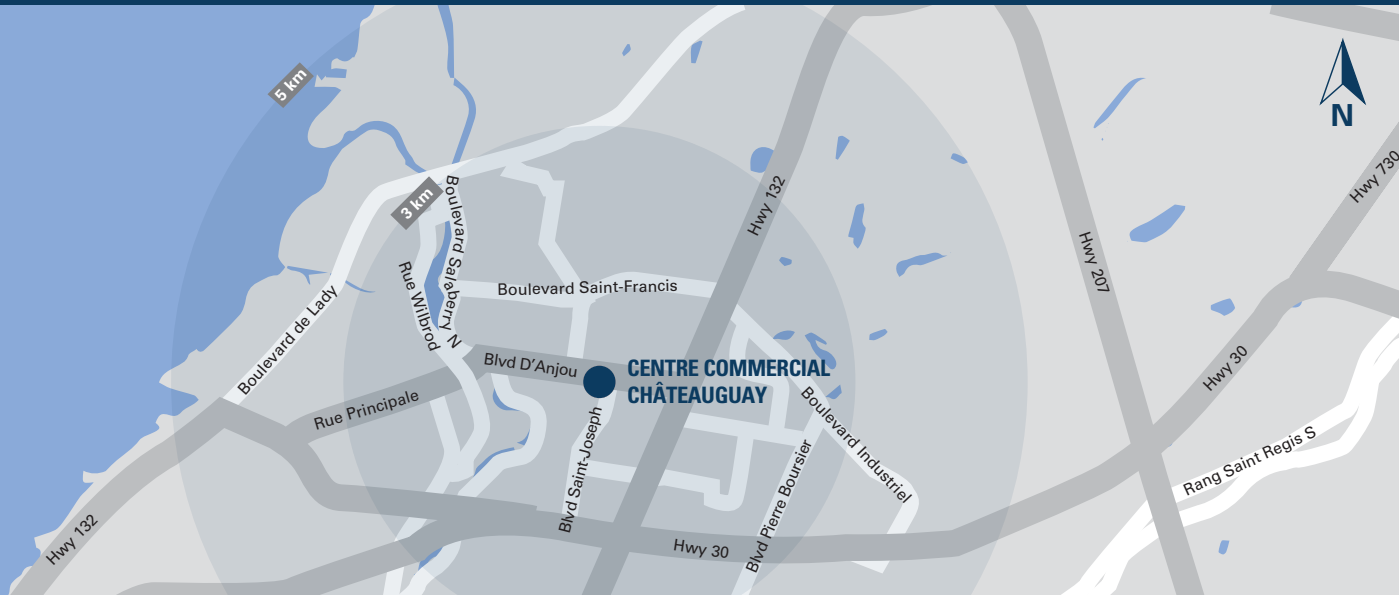 5 km
N
Hwy 730
3 km
Boulevard Salaberry N
Hwy 132
Hwy 207
Rue Wilbrod
Boulevard Saint-Francis
Boulevard de Lady
Blvd D'Anjou
CENTRE COMMERCIAL
CHÂTEAUGUAY
Hwy 30
Rue Principale
Boulevard Industriel
Blvd Saint-Joseph
Blvd Pierre Boursier
Rang Saint Regis S
Hwy 132
Hwy 30